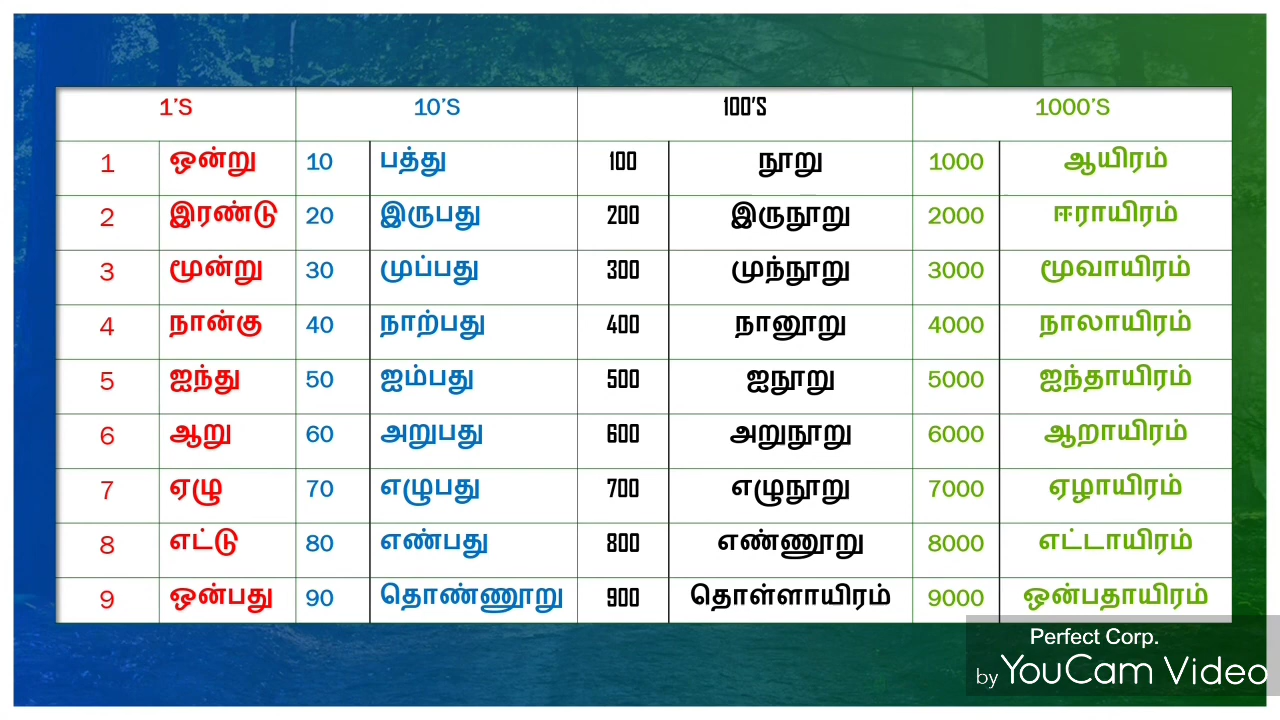 1'S 10'S 100'S 1000'S
1 ஒன்று 10 பத்து 100 நூறு 1000 ஆயிரம்
2 இரண்டு 20 இருபது 200 இருநூறு 2000 ஈராயிரம்
3 மூன்று 30 முப்பது 300 முந்நூறு 3000 மூவாயிரம்
4 நான்கு 40 நாற்பது 400 நானூறு 4000 நாலாயிரம்
5 ஐந்து 50 ஐம்பது 500 ஐநூறு 5000 ஐந்தாயிரம்
6 ஆறு 60 அறுபது 600 அறுநூறு 6000 ஆறாயிரம்
7 ஏழு 70 எழுபது 700 எழுநூறு 7000 ஏழாயிரம்
8 எட்டு 80 எண்பது 800 எண்ணூறு 8000 எட்டாயிரம்
9 ஒன்பது 90 தொண்ணூறு 900 தொள்ளாயிரம் 9000 ஒன்பதாயிரம்
Perfect Corp.
by YouCam Video